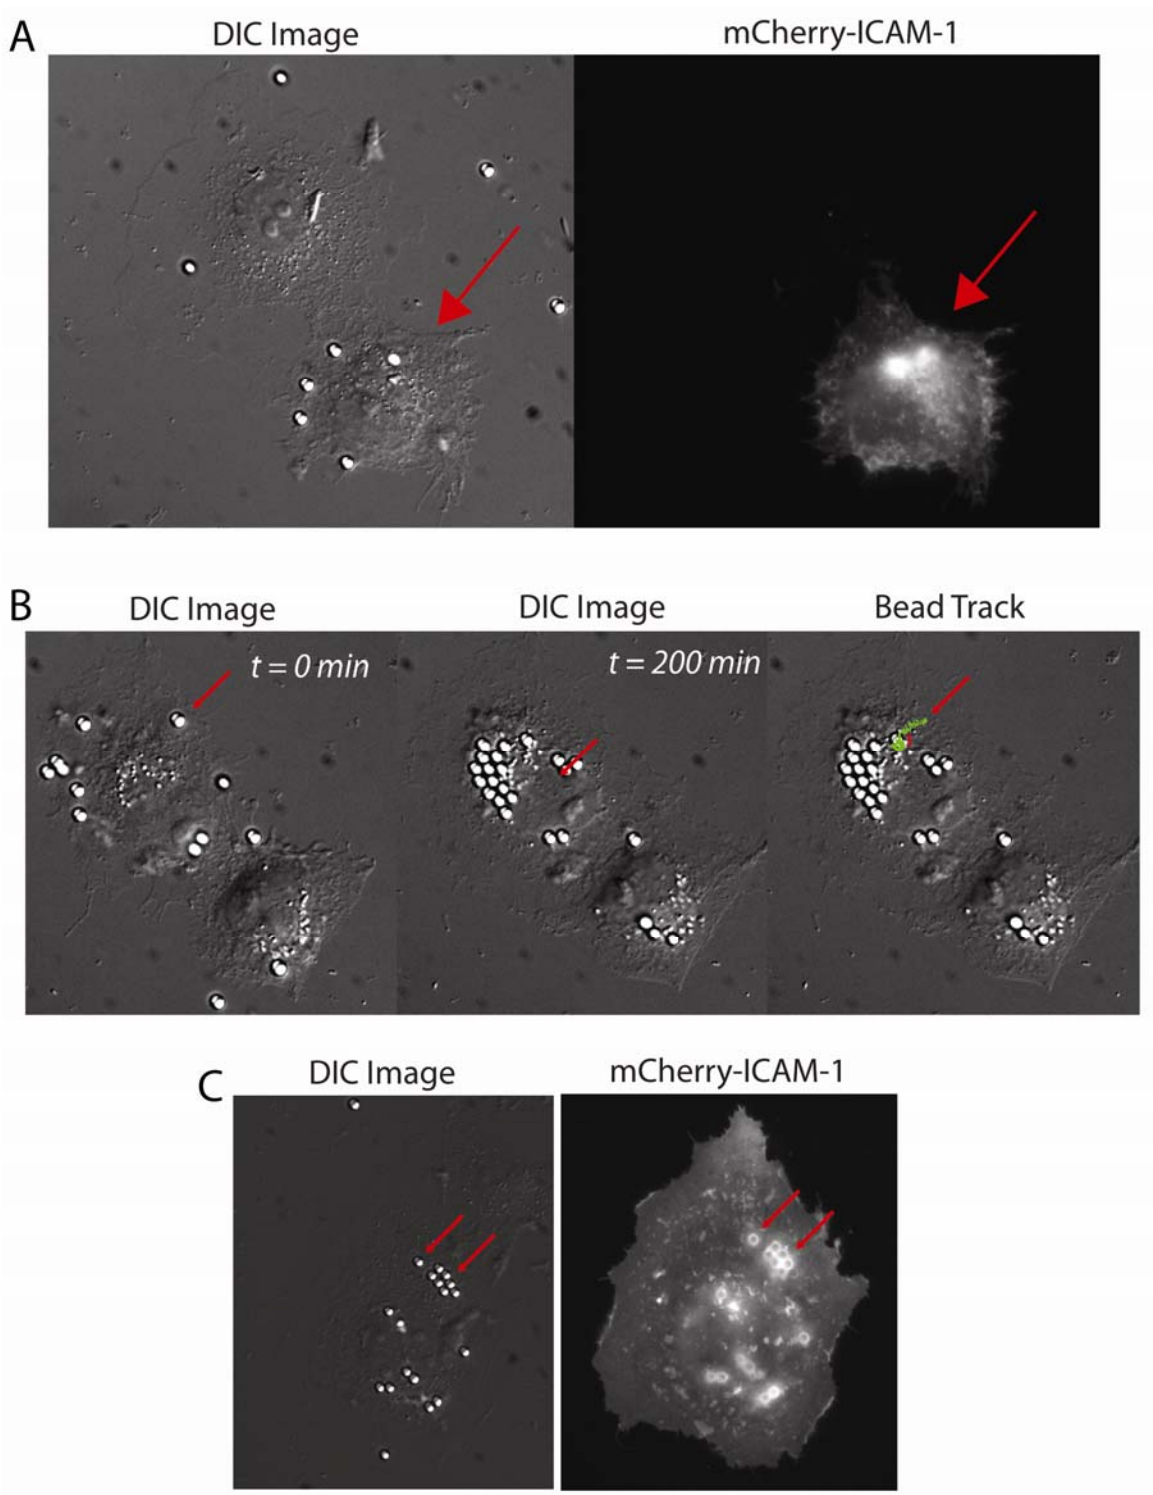 A
DIC Image
mCherry-ICAM-1
B
DIC Image
DIC Image
Bead Track
t = 0 min
t = 200 min
C
DIC Image
mCherry-ICAM-1